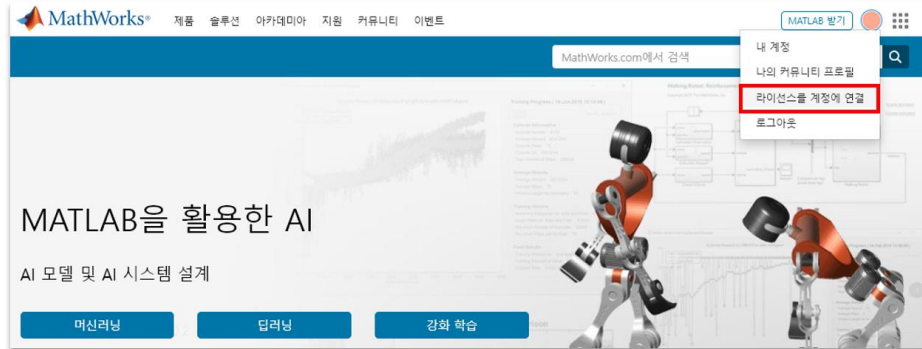 MathWorks®
제품 솔루션 아카데미아 지원 커뮤니티 이벤트
MATLAB 받기
MathWorks.com에서 검색
내 계정
나의 커뮤니티 프로필
라이선스를 계정에 연결
로그아웃
MATLAB을 활용한 AI
AI 모델 및 AI 시스템 설계
머신러닝 딥러닝 강화 학습